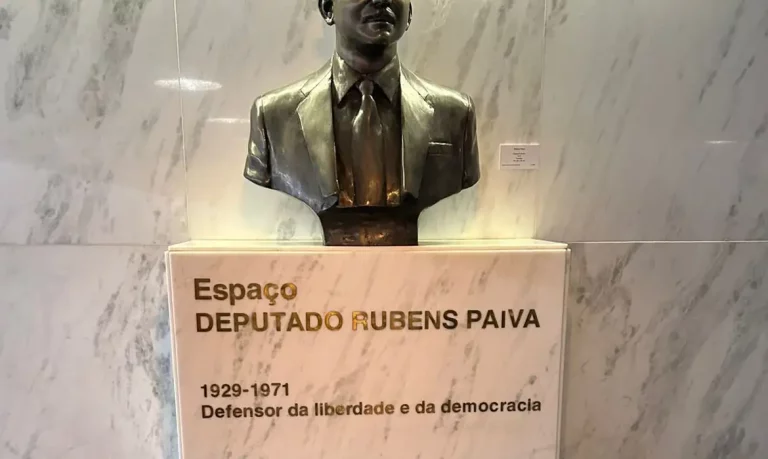 Espaço
DEPUTADO RUBENS PAIVA
1929-1971
Defensor da liberdade e da democracia